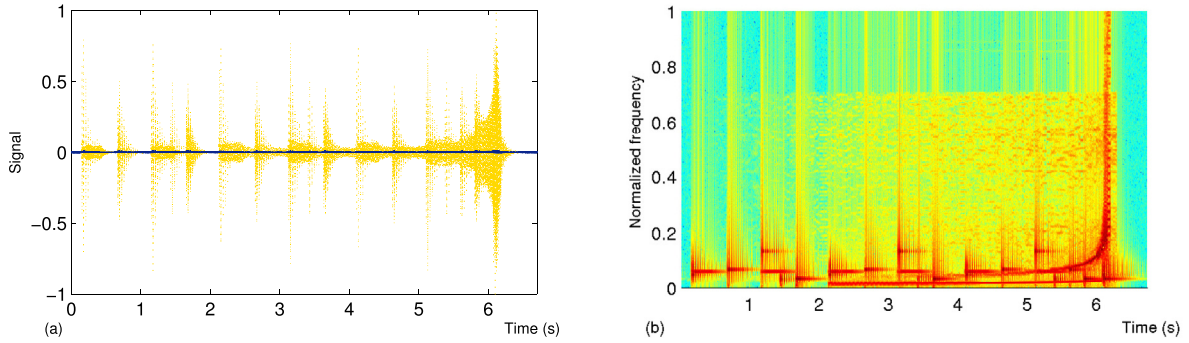 1
0.5
0
−0.5
−1
Signal
0 1 2 3 4 5 6
(a) Time (s)
1
0.8
0.6
0.4
0.2
0
Normalized frequency
1 2 3 4 5 6
(b) Time (s)